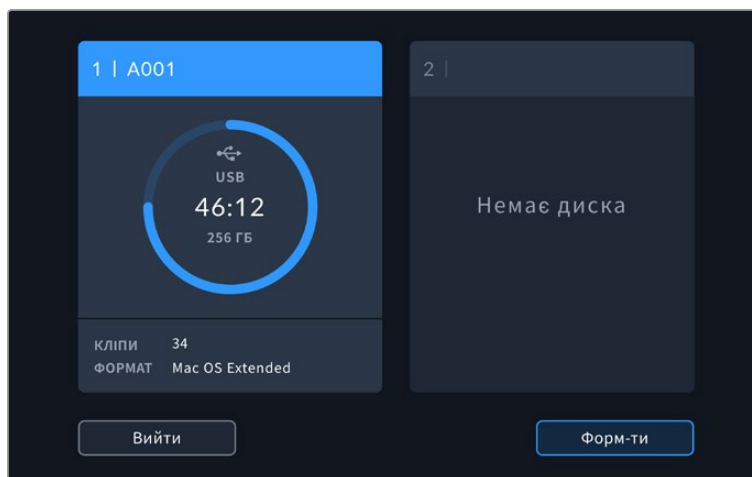 1 | A001
USB
46:12
256 ГБ
КЛІПИ 34
ФОРМАТ Mac OS Extended
2 |
Немає диска
Вийти
Форм-ти